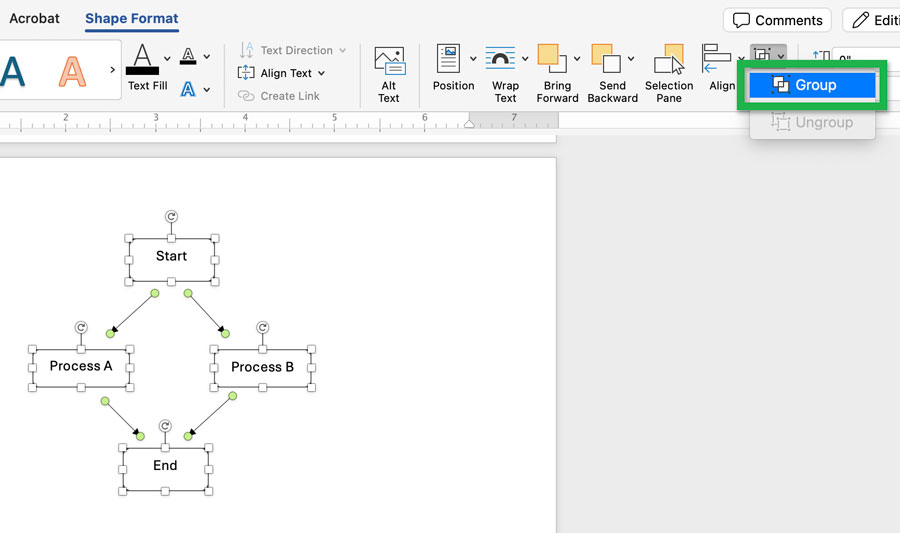 Acrobat Shape Format
Comments
A A A A Text Direction
Align Text
Create Link
Text Fill A
Alt
Text
Position
Wrap
Text
Bring
Forward
Send
Backward
Selection
Pane
Align
0"
Group
Ungroup
2 3 4 5 6 7
Start
Process A Process B
End